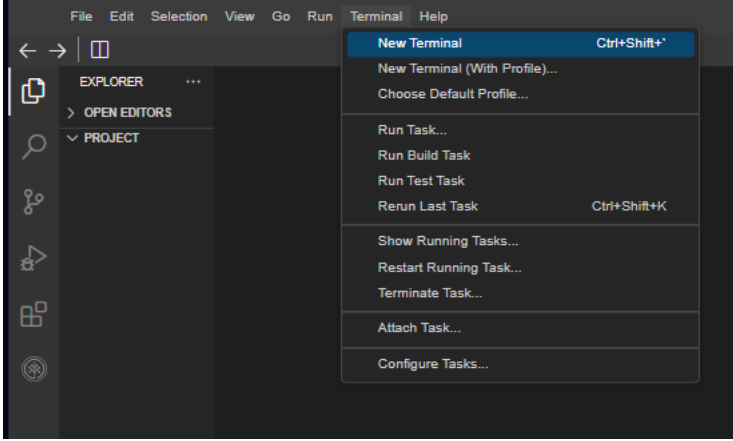 File Edit Selection View Go Run Terminal Help
New Terminal Ctrl+Shift+`
New Terminal (With Profile)...
EXPLORER ...
Choose Default Profile...
OPEN EDITORS
PROJECT
Run Task...
Run Build Task
Run Test Task
Rerun Last Task Ctrl+Shift+K
Show Running Tasks...
Restart Running Task...
Terminate Task...
Attach Task...
Configure Tasks...